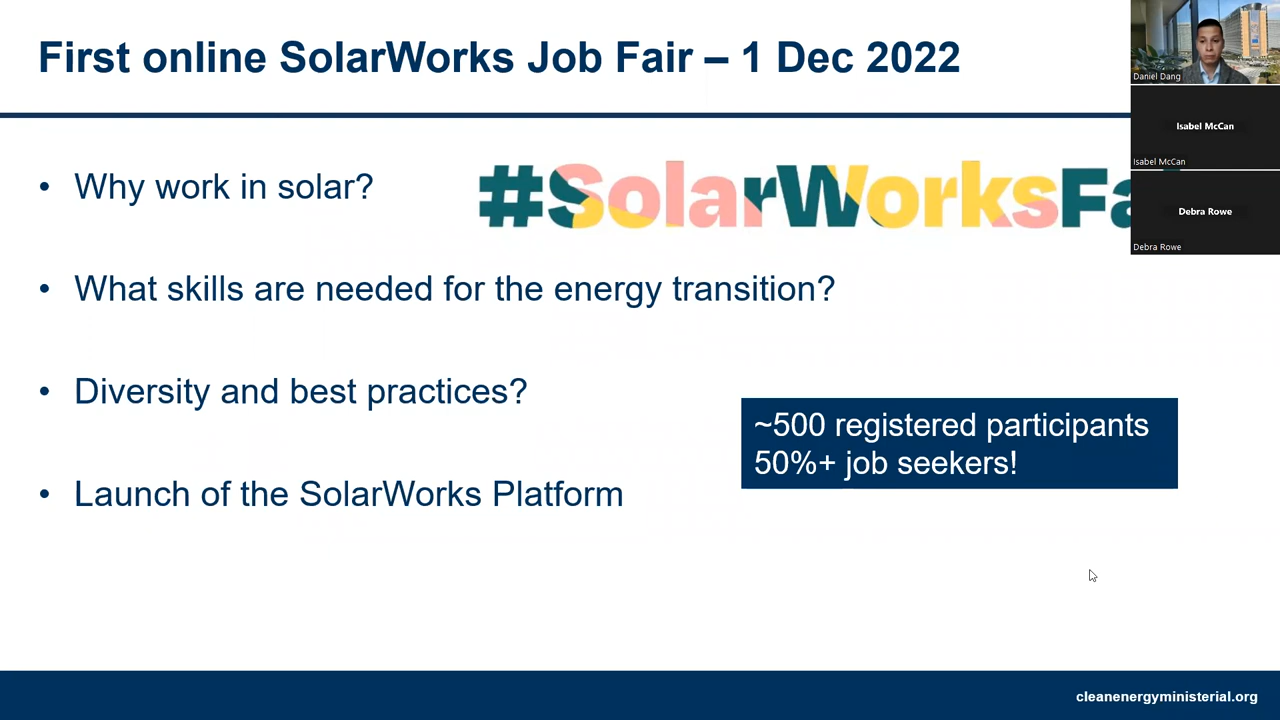 First online SolarWorks Job Fair – 1 Dec 2022
Daniel Dang
Isabel McCan
Isabel McCan
Debra Rowe
Debra Rowe
#SolarWorksFa
• Why work in solar?
• What skills are needed for the energy transition?
• Diversity and best practices?
~500 registered participants
50%+ job seekers!
• Launch of the SolarWorks Platform
cleanenergyministerial.org